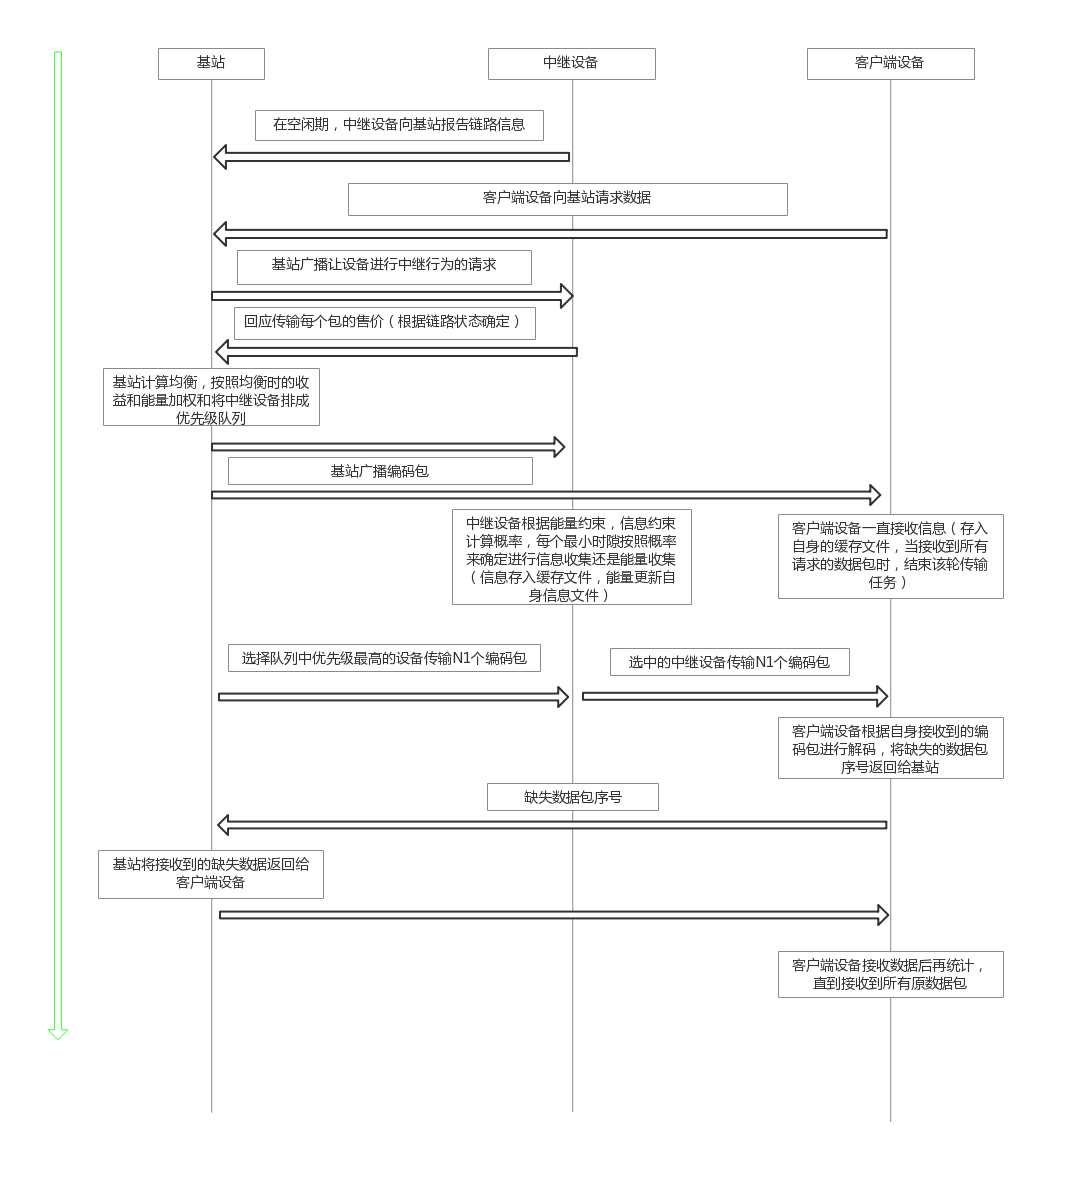 基站
中继设备
客户端设备
在空闲期，中继设备向基站报告链路信息
客户端设备向基站请求数据
基站广播让设备进行中继行为的请求
回应传输每个包的售价（根据链路状态确定）
基站计算均衡，按照均衡时的收
益和能量加权和将中继设备排成
优先级队列
基站广播编码包
中继设备根据能量约束，信息约束
计算概率，每个最小时隙按照概率
来确定进行信息收集还是能量收集
（信息存入缓存文件，能量更新自
身信息文件）
客户端设备一直接收信息（存入
自身的缓存文件，当接收到所有
请求的数据包时，结束该轮传输
任务）
选择队列中优先级最高的设备传输N1个编码包
选中的中继设备传输N1个编码包
客户端设备根据自身接收到的编
码包进行解码，将缺失的数据包
序号返回给基站
缺失数据包序号
基站将接收到的缺失数据返回给
客户端设备
客户端设备接收数据后再统计，
直到接收到所有原数据包